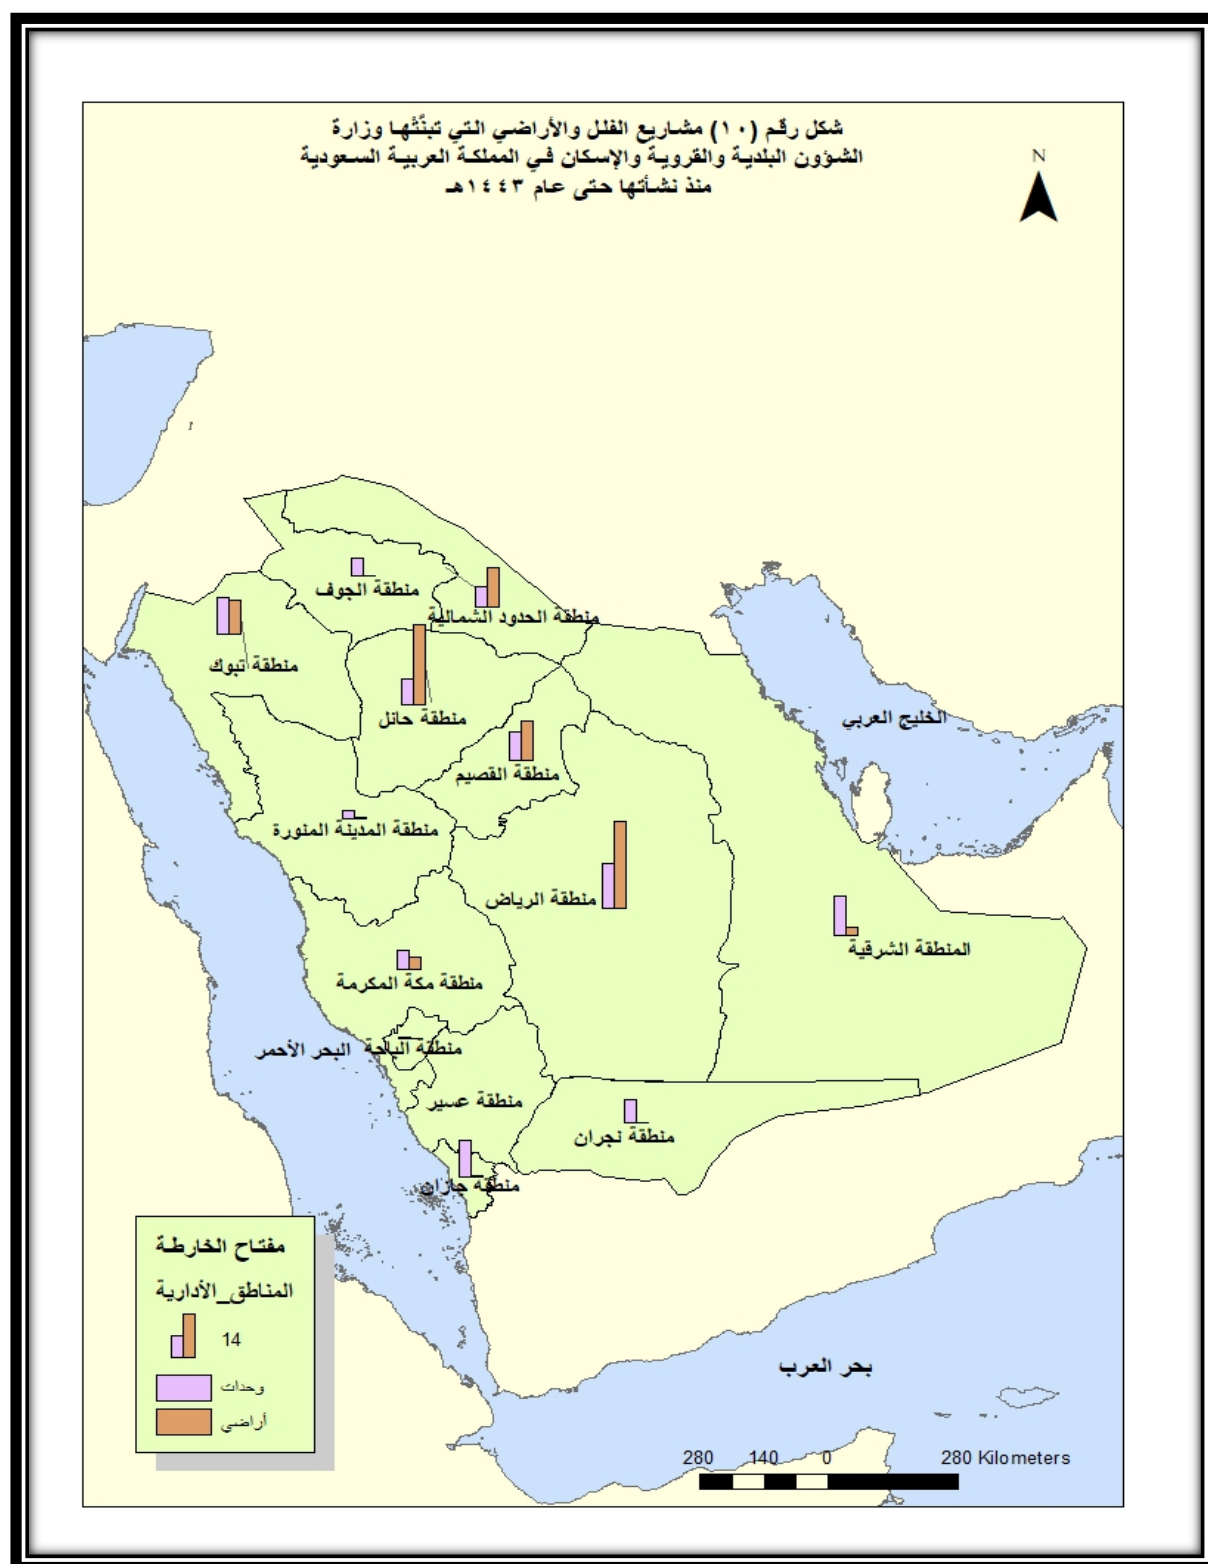 شكل رقم (١٠) مشاريع الفلل والأراضي التي تبنَّتْها وزارة
الشؤون البلدية والقروية والإسكان في المملكة العربية السعودية
منذ نشأتها حتى عام ١٤٤٣هـ
N
منطقة الجوف
منطقة الحدود الشمالية
منطقة تبوك
منطقة حائل
الخليج العربي
منطقة القصيم
منطقة المدينة المنورة
منطقة الرياض
المنطقة الشرقية
منطقة مكة المكرمة
منطقة الباحة
البحر الأحمر
منطقة عسير
منطقة نجران
منطقة جازان
مفتاح الخارطة
المناطق_الأدارية
14
وحدات
أراضي
بحر العرب
280 140 0 280 Kilometers